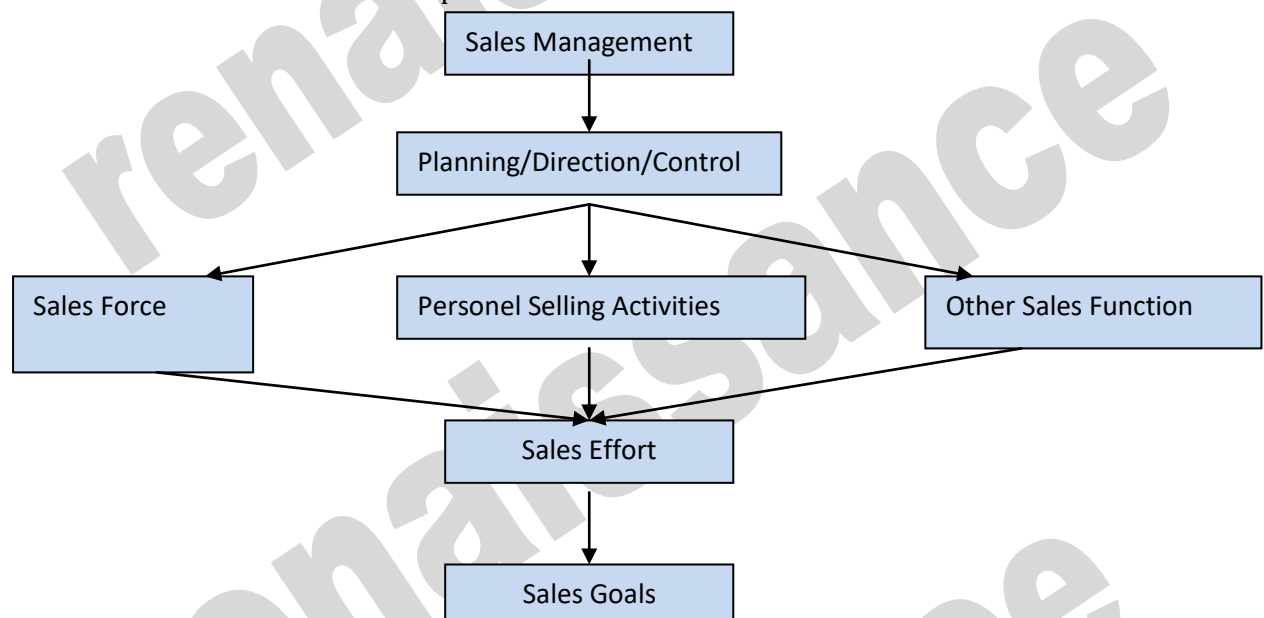 Sales Management
Planning/Direction/Control
Sales Force
Personel Selling Activities
Other Sales Function
Sales Effort
Sales Goals
renaissance